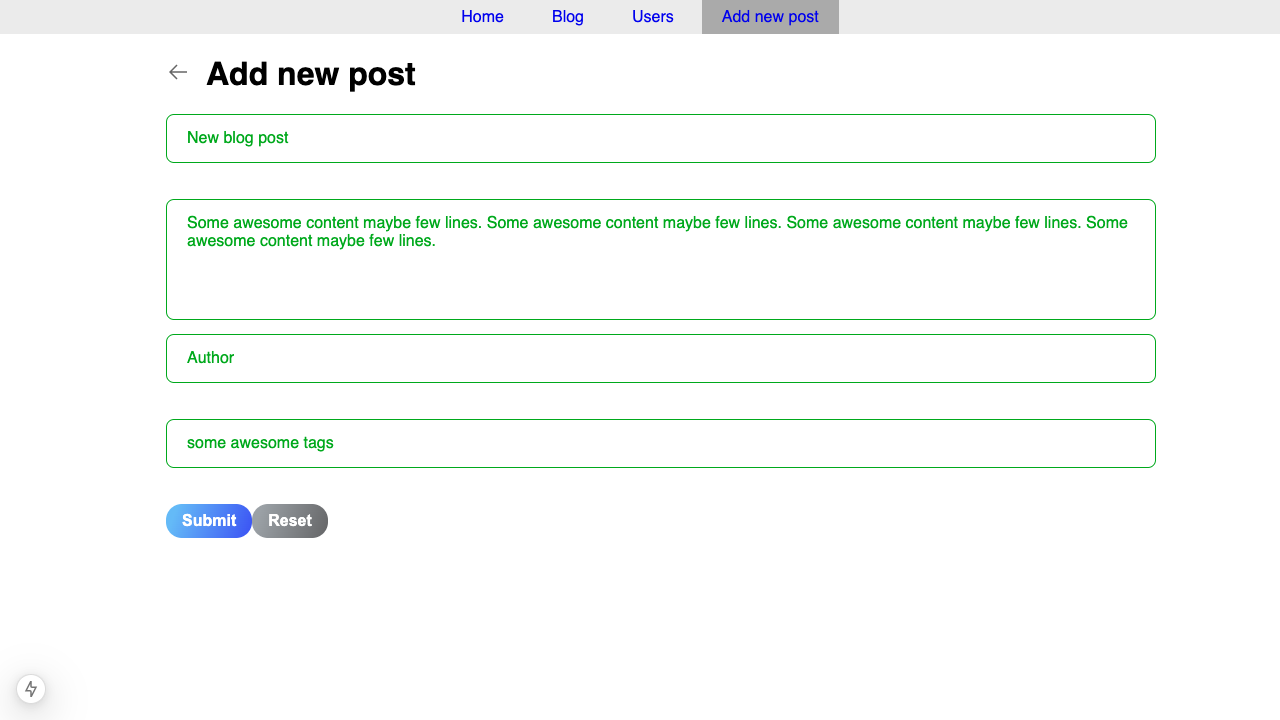 Home Blog Users Add new post
Add new post
New blog post
Some awesome content maybe few lines. Some awesome content maybe few lines. Some awesome content maybe few lines. Some
awesome content maybe few lines.
Author
some awesome tags
Submit Reset